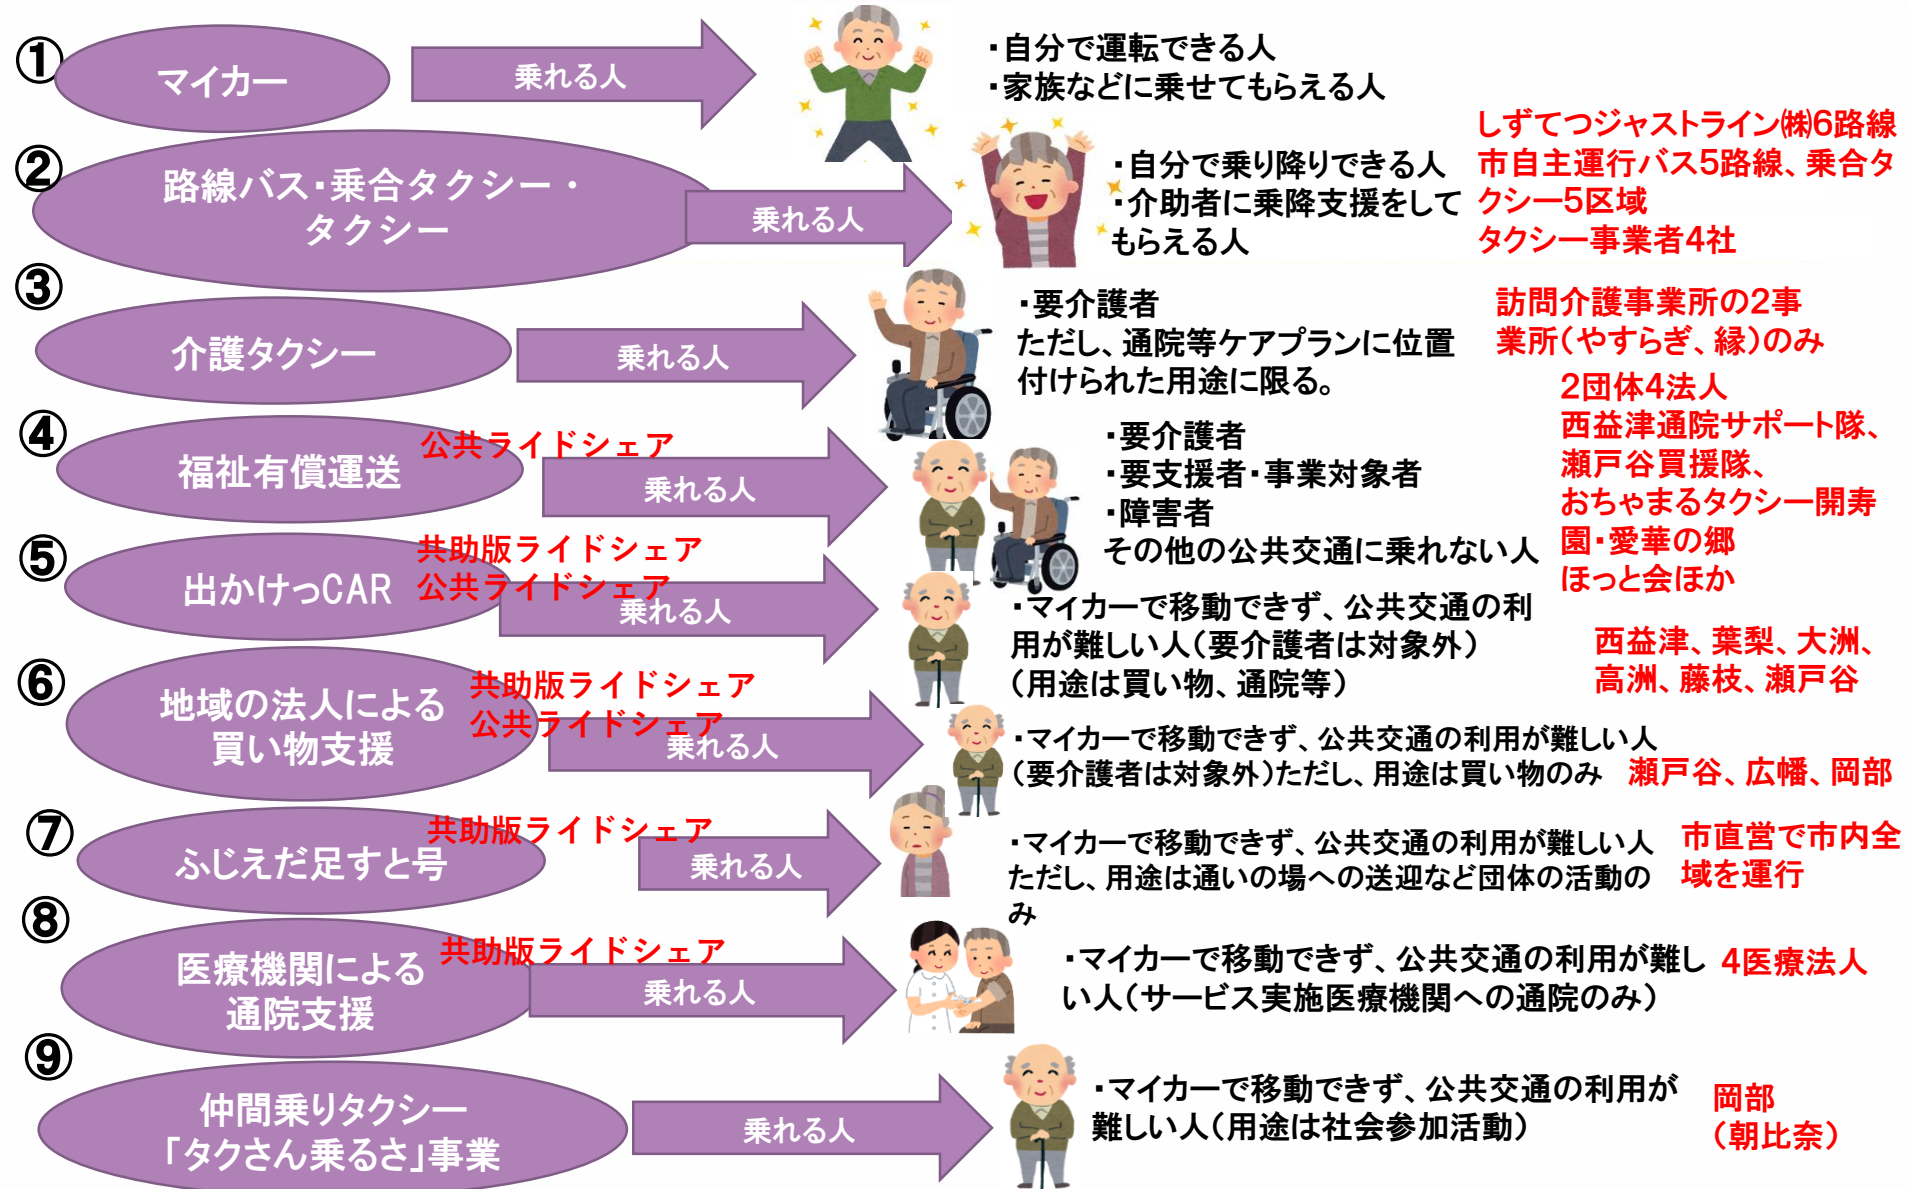 ①
マイカー
乗れる人
・自分で運転できる人
・家族などに乗せてもらえる人
②
路線バス・乗合タクシー・
タクシー
乗れる人
・自分で乗り降りできる人
・介助者に乗降支援をして
もらえる人
しずてつジャストライン㈱6路線
市自主運行バス5路線、乗合タ
クシー5区域
タクシー事業者4社
③
介護タクシー
乗れる人
・要介護者
ただし、通院等ケアプランに位置
付けられた用途に限る。
訪問介護事業所の2事
業所(やすらぎ、縁)のみ
④
福祉有償運送
公共ライドシェア
乗れる人
・要介護者
・要支援者・事業対象者
・障害者
その他の公共交通に乗れない人
2団体4法人
西益津通院サポート隊、
瀬戸谷買援隊、
おちゃまるタクシー開寿
園・愛華の郷
ほっと会ほか
⑤
出かけっCAR
共助版ライドシェア
公共ライドシェア
乗れる人
・マイカーで移動できず、公共交通の利
用が難しい人(要介護者は対象外)
(用途は買い物、通院等)
西益津、葉梨、大洲、
高洲、藤枝、瀬戸谷
⑥
地域の法人による
買い物支援
共助版ライドシェア
公共ライドシェア
乗れる人
・マイカーで移動できず、公共交通の利用が難しい人
(要介護者は対象外)ただし、用途は買い物のみ
瀬戸谷、広幡、岡部
⑦
ふじえだ足すと号
共助版ライドシェア
乗れる人
・マイカーで移動できず、公共交通の利用が難しい人
ただし、用途は通いの場への送迎など団体の活動の
み
市直営で市内全
域を運行
⑧
医療機関による
通院支援
共助版ライドシェア
乗れる人
・マイカーで移動できず、公共交通の利用が難し
い人(サービス実施医療機関への通院のみ)
4医療法人
⑨
仲間乗りタクシー
「タクさん乗るさ」事業
乗れる人
・マイカーで移動できず、公共交通の利用が
難しい人(用途は社会参加活動)
岡部
(朝比奈)